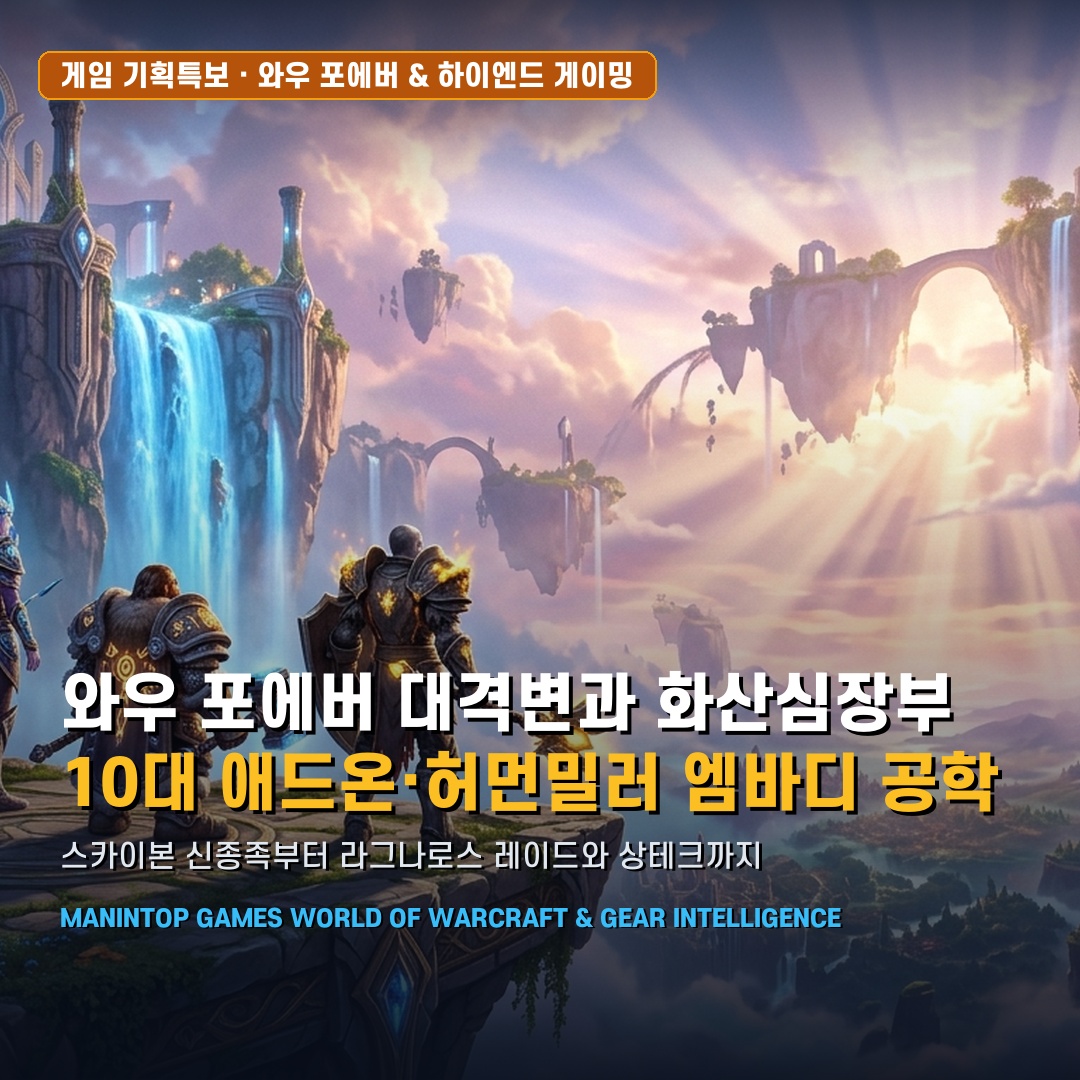 게임 기획특보 · 와우 포에버 & 하이엔드 게이밍
와우 포에버 대격변과 화산심장부
10대 애드온·허먼밀러 엠바디 공학
스카이본 신종족부터 라그나로스 레이드와 상테크까지
MANINTOP GAMES WORLD OF WARCRAFT & GEAR INTELLIGENCE